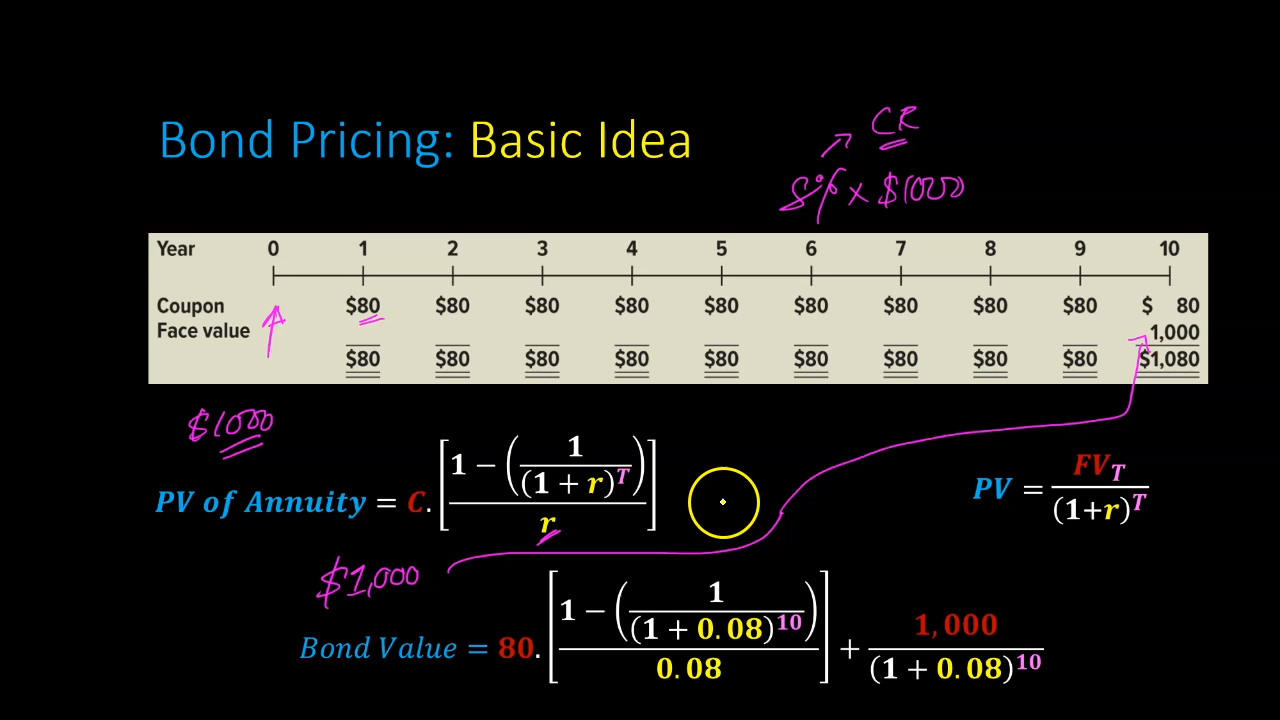 Bond Pricing: Basic Idea
CR
8% x $1000
Year 0 1 2 3 4 5 6 7 8 9 10
Coupon $80 $80 $80 $80 $80 $80 $80 $80 $80 $ 80
Face value 1,000
$80 $80 $80 $80 $80 $80 $80 $80 $80 $1,080
$1000
PV of Annuity = C. [ 1 − ( 1 / (1 + r)^T ) / r ]
PV = FV_T / (1+r)^T
$1,000
Bond Value = 80. [ 1 − ( 1 / (1 + 0.08)^10 ) / 0.08 ] + 1,000 / (1 + 0.08)^10